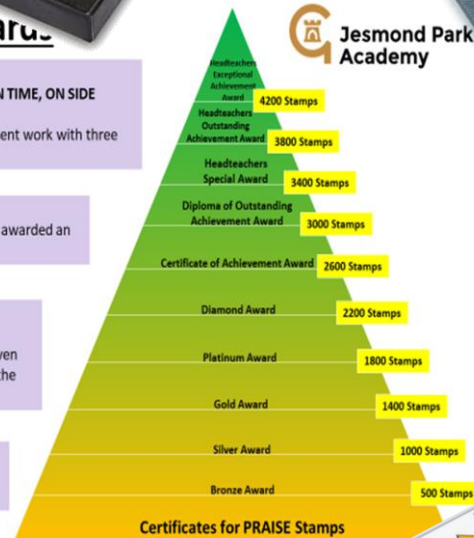 Jesmond Park
Academy
N TIME, ON SIDE
ent work with three
awarded an
ven
the
Headteachers
Exceptional
Achievement
Award
4200 Stamps
Headteachers
Outstanding
Achievement Award
3800 Stamps
Headteachers
Special Award
3400 Stamps
Diploma of Outstanding
Achievement Award
3000 Stamps
Certificate of Achievement Award
2600 Stamps
Diamond Award
2200 Stamps
Platinum Award
1800 Stamps
Gold Award
1400 Stamps
Silver Award
1000 Stamps
Bronze Award
500 Stamps
Certificates for PRAISE Stamps